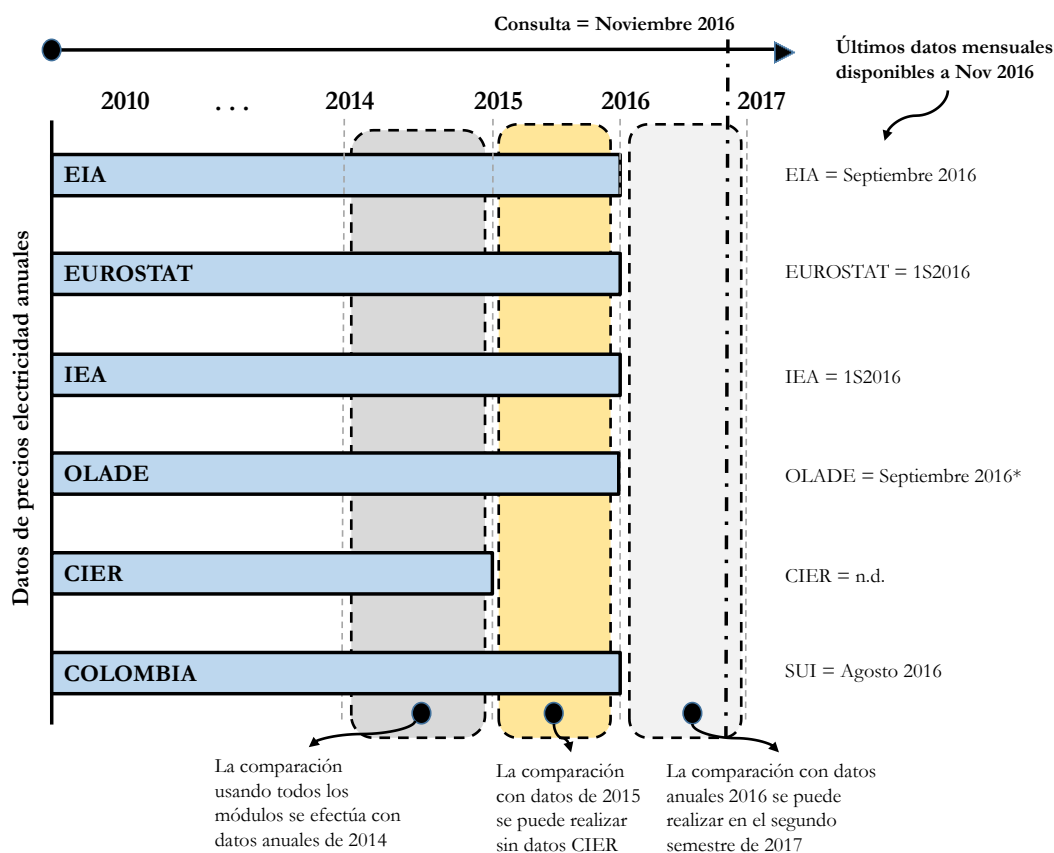 Consulta = Noviembre 2016
Últimos datos mensuales
disponibles a Nov 2016
2010 ... 2014 2015 2016 2017
Datos de precios electricidad anuales
EIA
EIA = Septiembre 2016
EUROSTAT
EUROSTAT = 1S2016
IEA
IEA = 1S2016
OLADE
OLADE = Septiembre 2016*
CIER
CIER = n.d.
COLOMBIA
SUI = Agosto 2016
La comparación
usando todos los
módulos se efectúa con
datos anuales de 2014
La comparación
con datos de 2015
se puede realizar
sin datos CIER
La comparación con datos
anuales 2016 se puede
realizar en el segundo
semestre de 2017